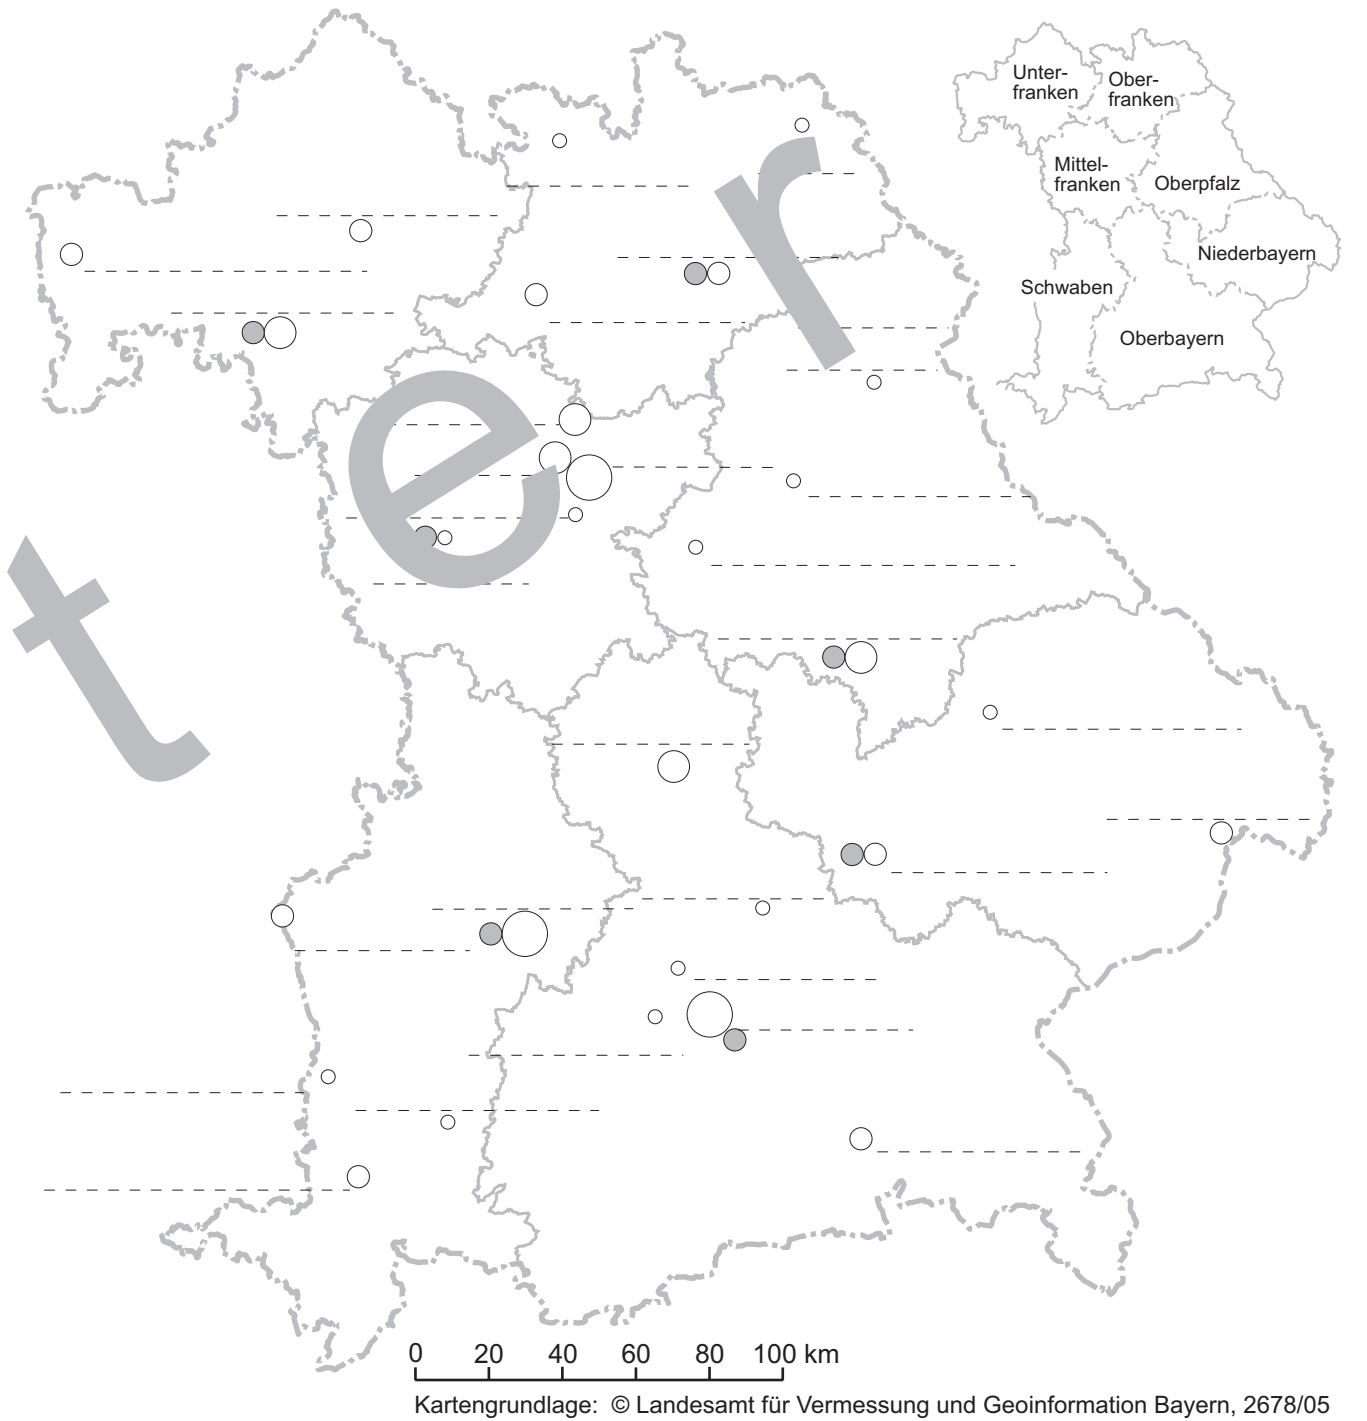 Unter-
franken
Ober-
franken
Mittel-
franken
Oberpfalz
Niederbayern
Schwaben
Oberbayern
t
e
r
0 20 40 60 80 100 km
Kartengrundlage: © Landesamt für Vermessung und Geoinformation Bayern, 2678/05